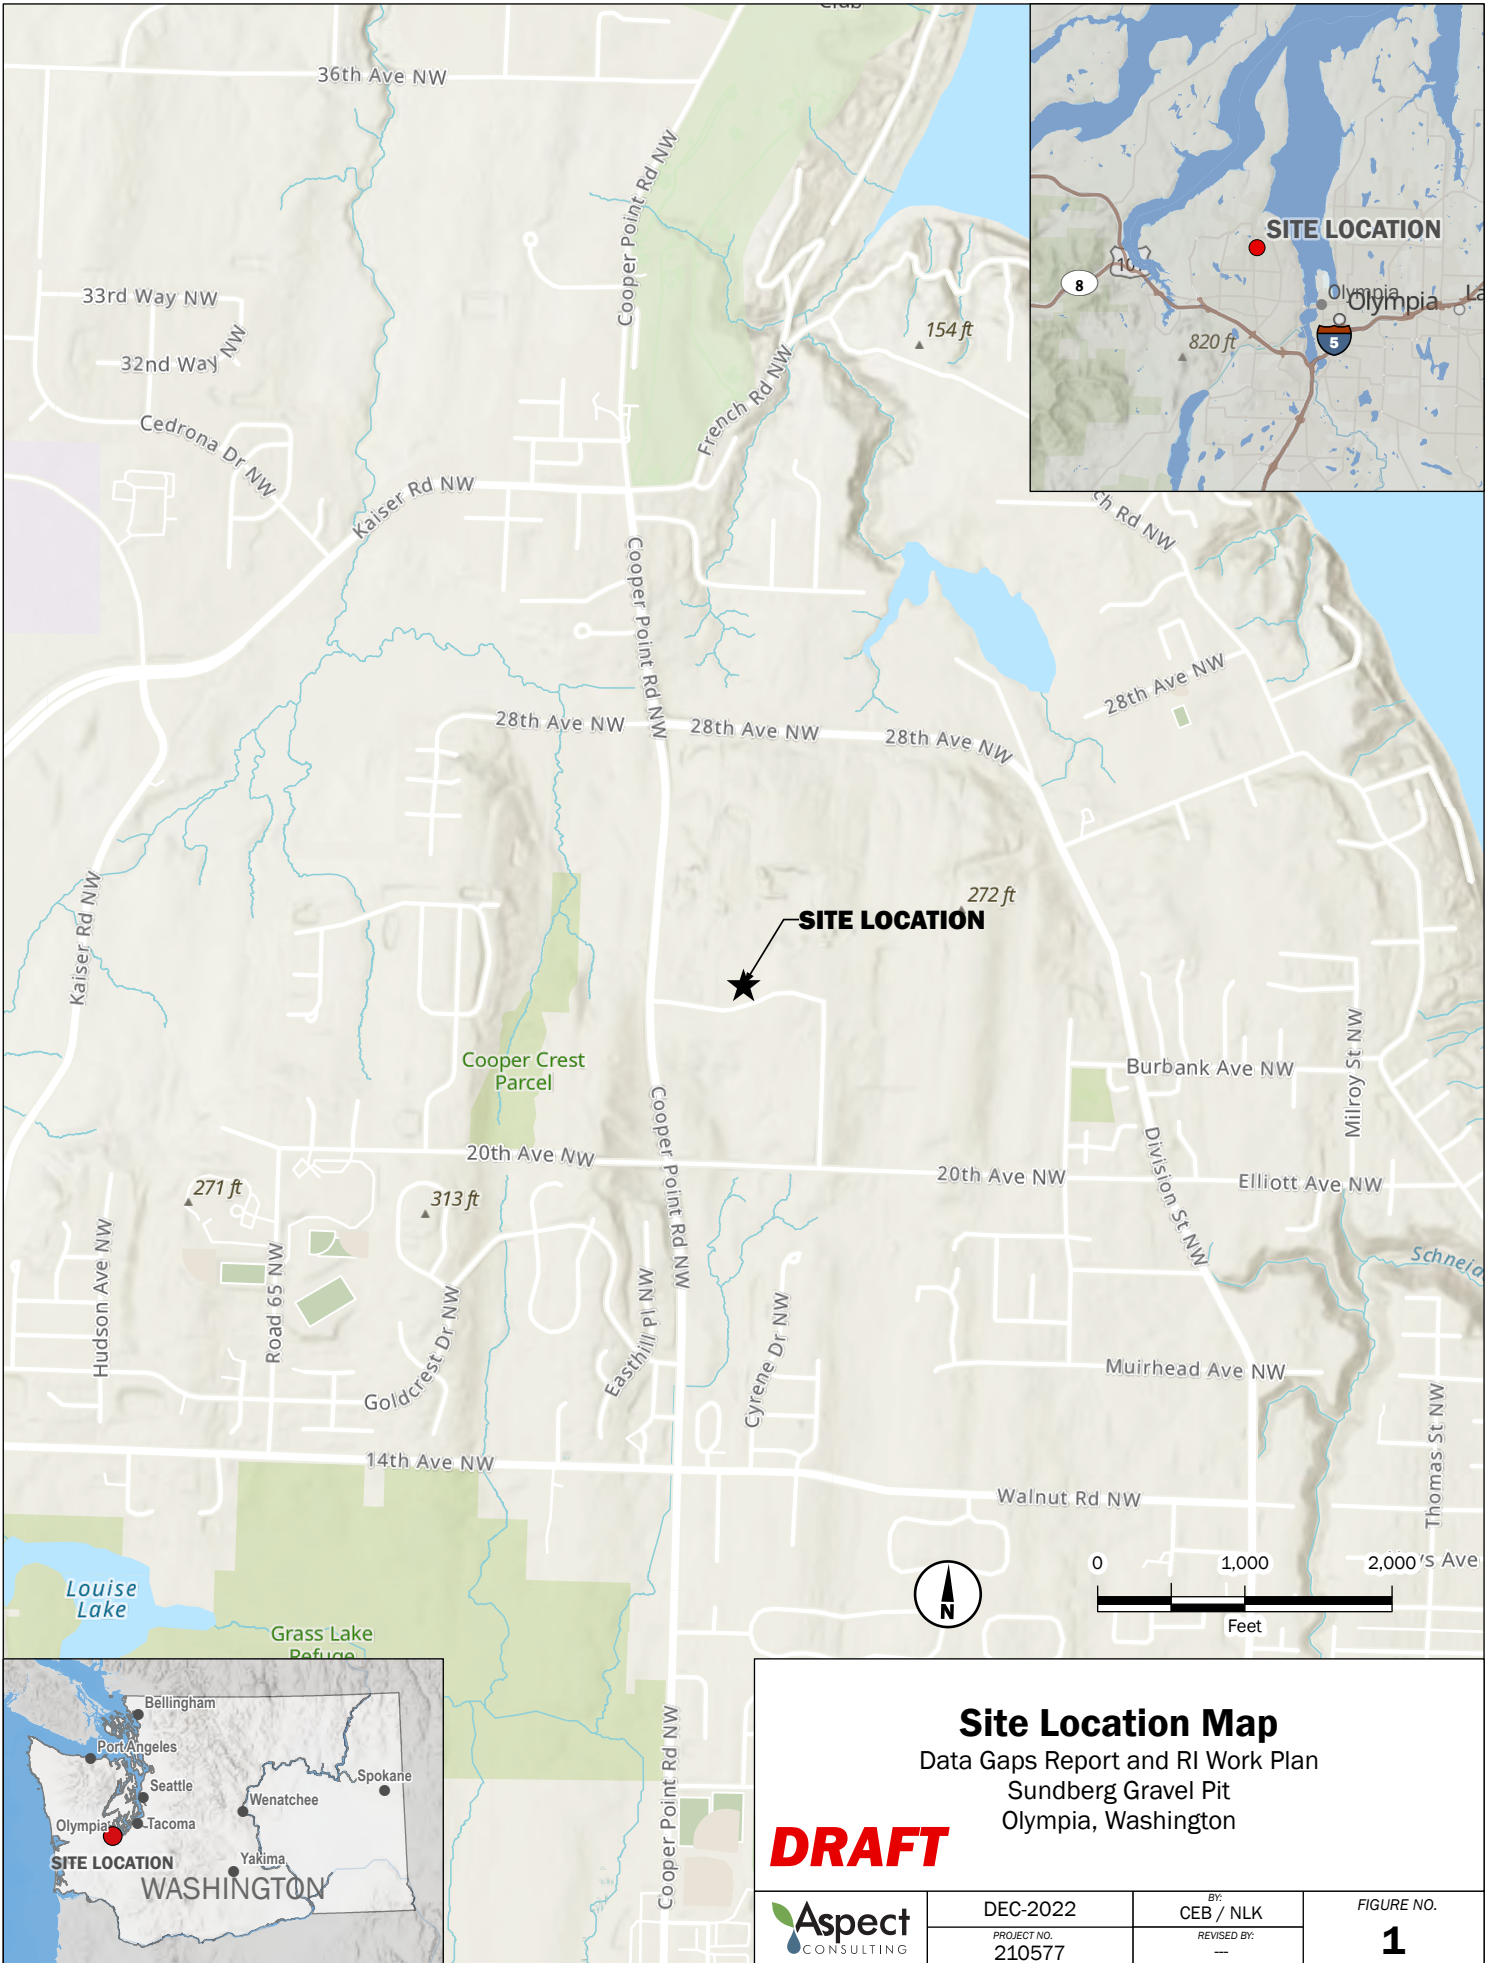 Club
36th Ave NW
Cooper Point Rd NW
33rd Way NW
32nd Way NW
Cedrona Dr NW
Kaiser Rd NW
French Rd NW
154 ft
SITE LOCATION
8
Olympia
Olympia
5
820 ft
ch Rd NW
Cooper Point Rd NW
28th Ave NW
28th Ave NW
28th Ave NW
28th Ave NW
Kaiser Rd NW
272 ft
SITE LOCATION
Cooper Crest
Parcel
Burbank Ave NW
Milroy St NW
Cooper Point Rd NW
20th Ave NW
20th Ave NW
Division St NW
Elliott Ave NW
271 ft
313 ft
Hudson Ave NW
Road 65 NW
Goldcrest Dr NW
Easthill Pl NW
Cyrene Dr NW
Muirhead Ave NW
Thomas St NW
14th Ave NW
Walnut Rd NW
Louise
Lake
Grass Lake
Refuge
N
0 1,000 2,000
Feet
Cooper Point Rd NW
Bellingham
Port Angeles
Seattle
Spokane
Wenatchee
Olympia
Tacoma
SITE LOCATION
Yakima
WASHINGTON
Site Location Map
Data Gaps Report and RI Work Plan
Sundberg Gravel Pit
Olympia, Washington
DRAFT
Aspect
CONSULTING
DEC-2022
PROJECT NO.
210577
BY:
CEB / NLK
REVISED BY:
---
FIGURE NO.
1